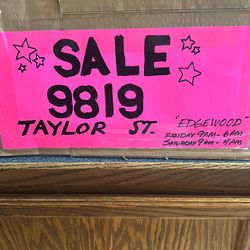 SALE
9819
TAYLOR ST.
"EDGEWOOD"
FRIDAY 9AM - 6PM
SATURDAY 9AM - 4PM